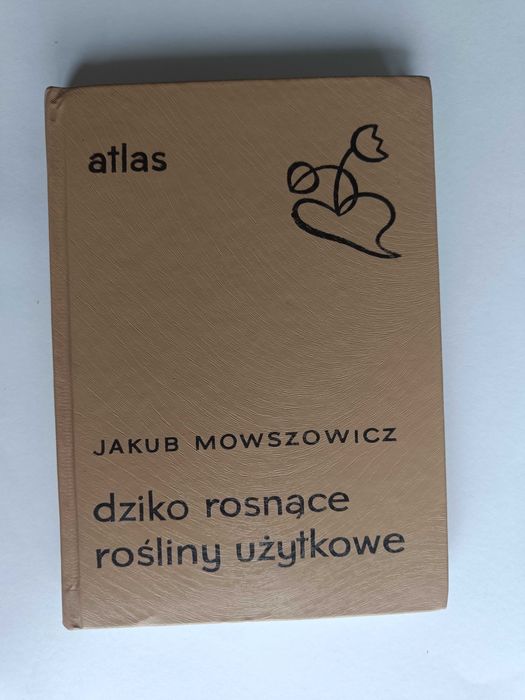 atlas
JAKUB MOWSZOWICZ
dziko rosnące
rośliny użytkowe